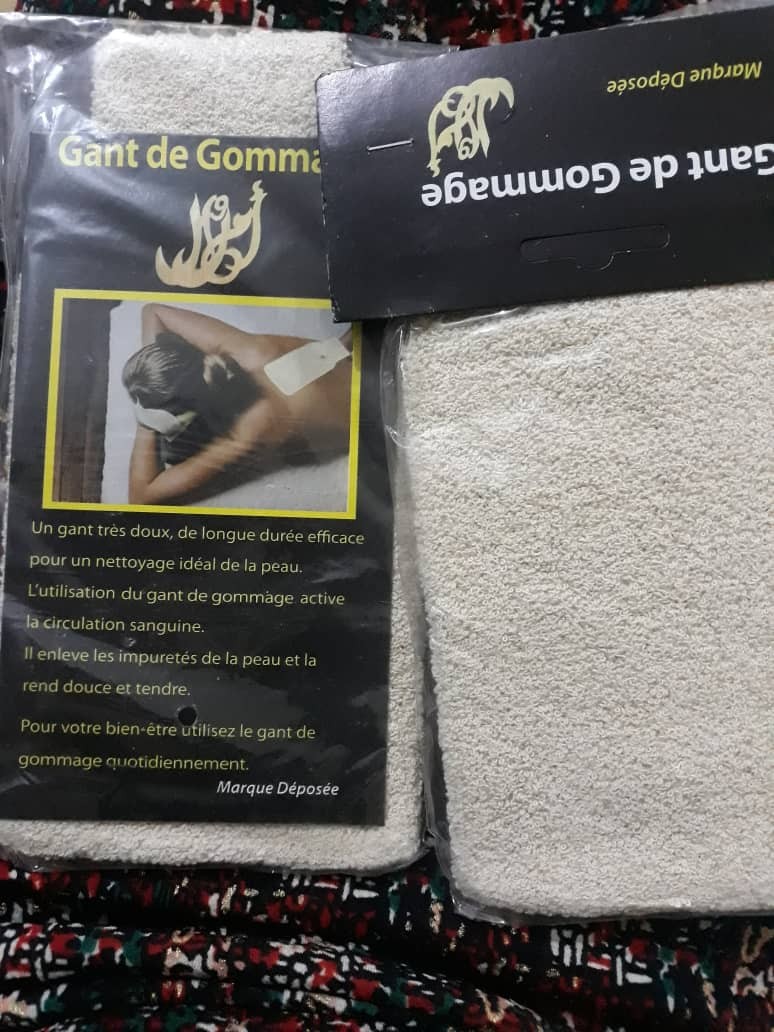 Gant de Gomma
Un gant très doux, de longue durée efficace
pour un nettoyage idéal de la peau.
L'utilisation du gant de gommage active
la circulation sanguine.
Il enleve les impuretés de la peau et la
rend douce et tendre.
Pour votre bien-être utilisez le gant de
gommage quotidiennement.
Marque Déposée
Gant de Gommage
Marque Déposée